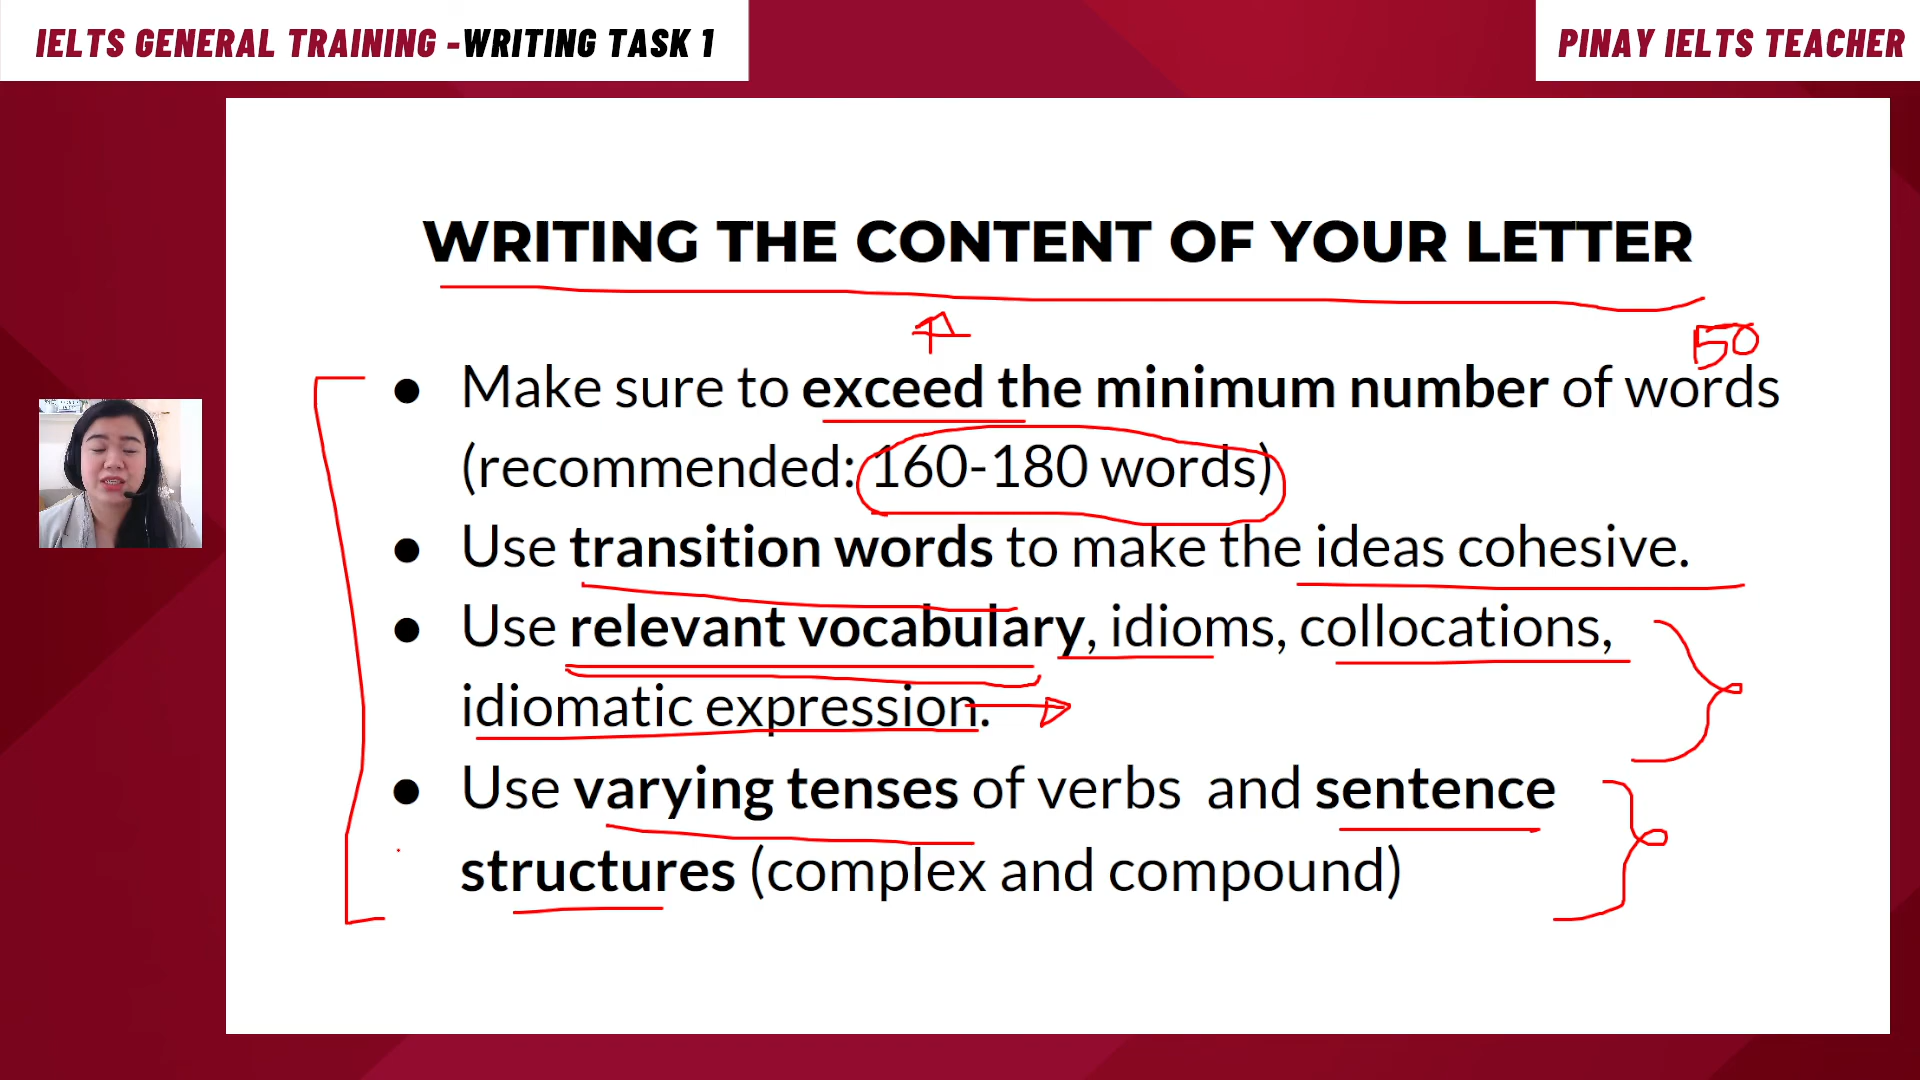 IELTS GENERAL TRAINING -WRITING TASK 1
PINAY IELTS TEACHER
WRITING THE CONTENT OF YOUR LETTER
50
● Make sure to exceed the minimum number of words
(recommended: 160-180 words)
● Use transition words to make the ideas cohesive.
● Use relevant vocabulary, idioms, collocations,
idiomatic expression.
● Use varying tenses of verbs and sentence
structures (complex and compound)